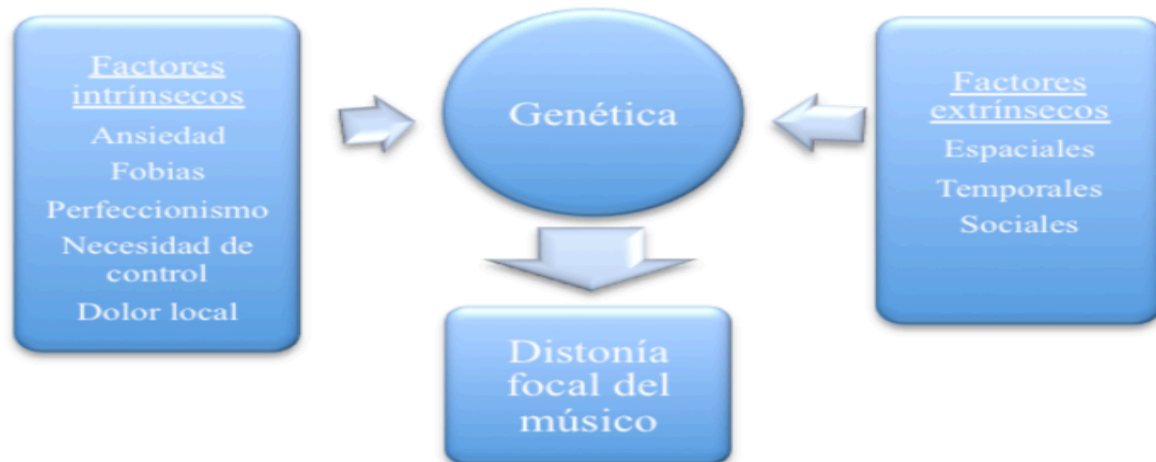 Factores
intrínsecos
Ansiedad
Fobias
Perfeccionismo
Necesidad de
control
Dolor local
Genética
Factores
extrínsecos
Espaciales
Temporales
Sociales
Distonía
focal del
músico